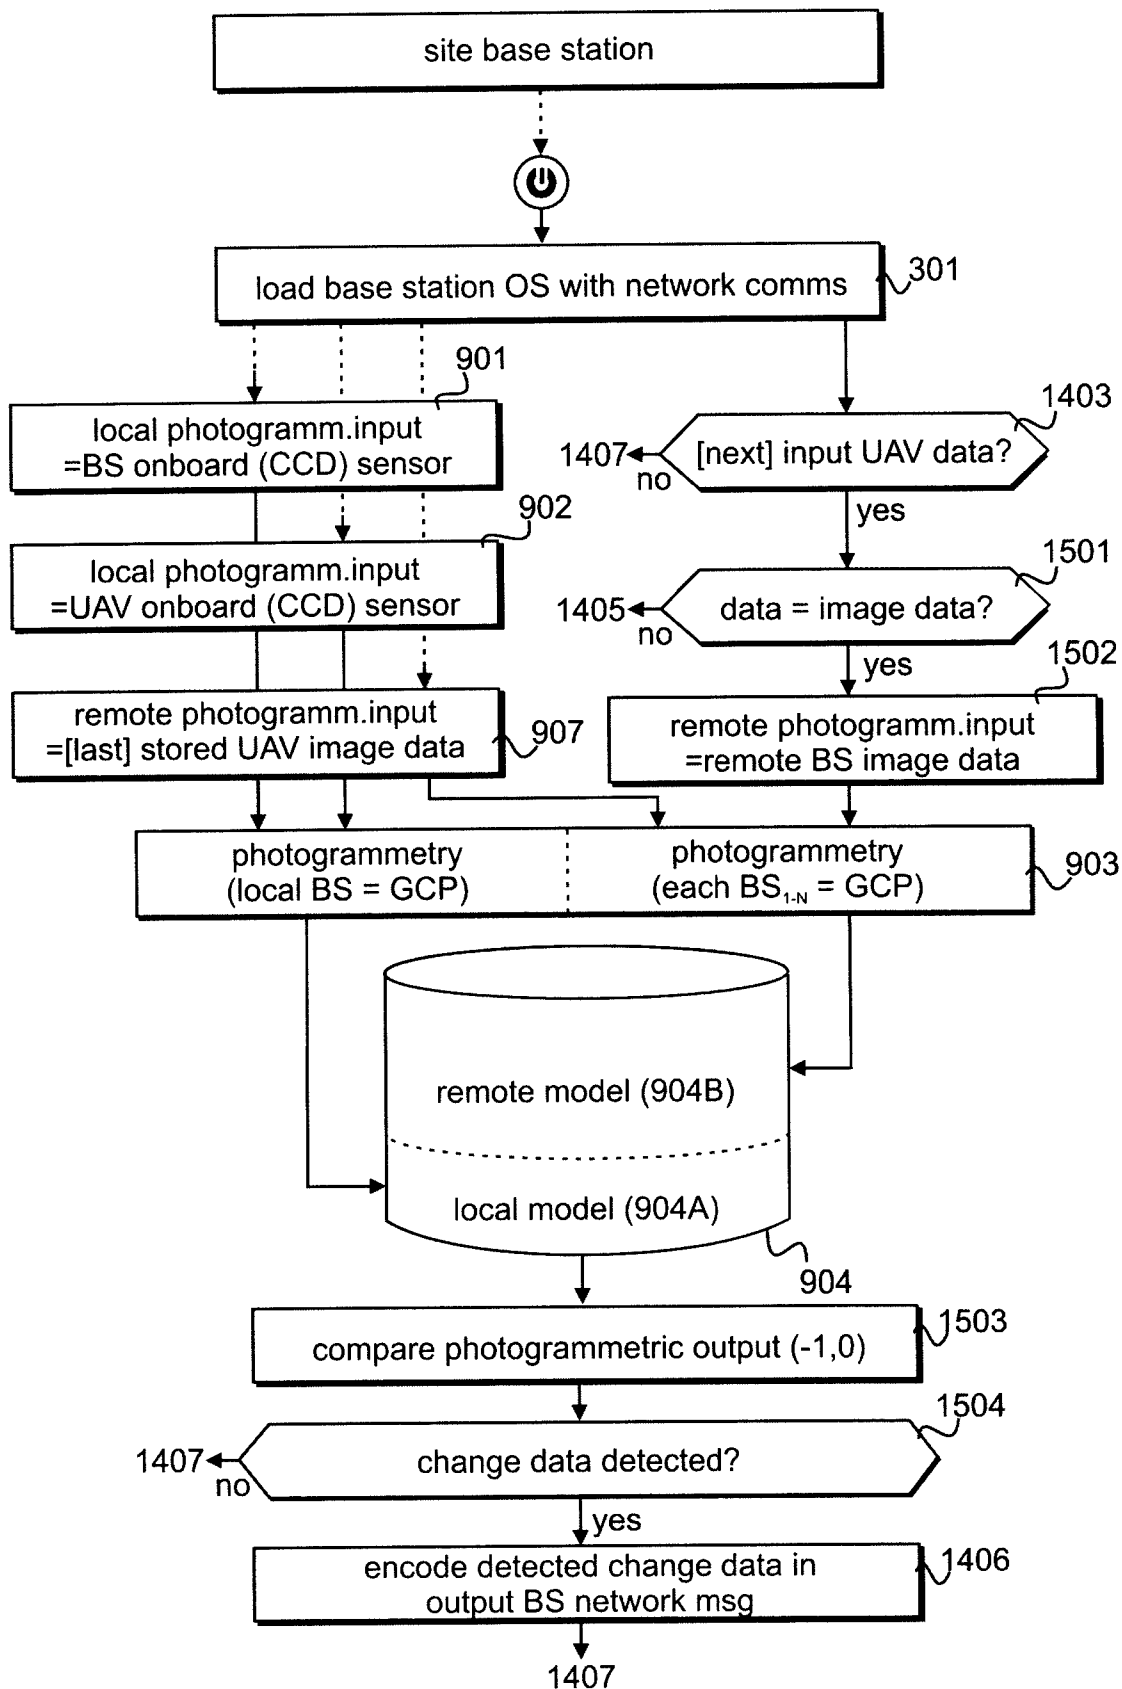 site base station
load base station OS with network comms
301
901
local photogramm.input
=BS onboard (CCD) sensor
1403
[next] input UAV data?
1407
no
yes
902
local photogramm.input
=UAV onboard (CCD) sensor
1501
data = image data?
1405
no
yes
remote photogramm.input
=[last] stored UAV image data
907
1502
remote photogramm.input
=remote BS image data
photogrammetry
(local BS = GCP)
photogrammetry
(each BS1-N = GCP)
903
remote model (904B)
local model (904A)
904
compare photogrammetric output (-1,0)
1503
1504
change data detected?
1407
no
yes
encode detected change data in
output BS network msg
1406
1407